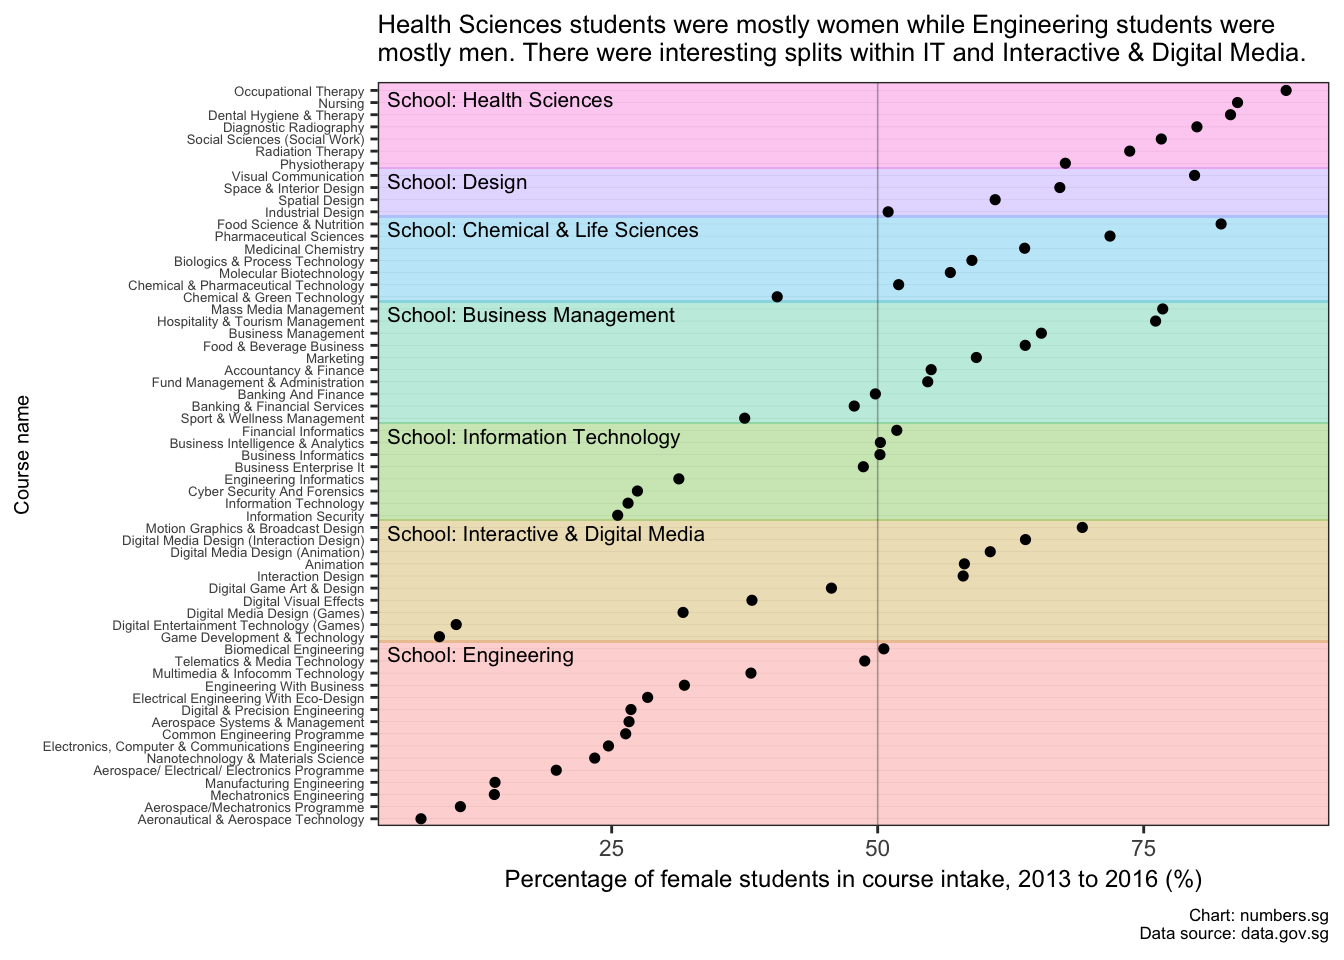 Health Sciences students were mostly women while Engineering students were
mostly men. There were interesting splits within IT and Interactive & Digital Media.
Course name
Occupational Therapy
Nursing
Dental Hygiene & Therapy
Diagnostic Radiography
Social Sciences (Social Work)
Radiation Therapy
Physiotherapy
Visual Communication
Space & Interior Design
Spatial Design
Industrial Design
Food Science & Nutrition
Pharmaceutical Sciences
Medicinal Chemistry
Biologics & Process Technology
Molecular Biotechnology
Chemical & Pharmaceutical Technology
Chemical & Green Technology
Mass Media Management
Hospitality & Tourism Management
Business Management
Food & Beverage Business
Marketing
Accountancy & Finance
Fund Management & Administration
Banking And Finance
Banking & Financial Services
Sport & Wellness Management
Financial Informatics
Business Intelligence & Analytics
Business Informatics
Business Enterprise It
Engineering Informatics
Cyber Security And Forensics
Information Technology
Information Security
Motion Graphics & Broadcast Design
Digital Media Design (Interaction Design)
Digital Media Design (Animation)
Animation
Interaction Design
Digital Game Art & Design
Digital Visual Effects
Digital Media Design (Games)
Digital Entertainment Technology (Games)
Game Development & Technology
Biomedical Engineering
Telematics & Media Technology
Multimedia & Infocomm Technology
Engineering With Business
Electrical Engineering With Eco-Design
Digital & Precision Engineering
Aerospace Systems & Management
Common Engineering Programme
Electronics, Computer & Communications Engineering
Nanotechnology & Materials Science
Aerospace/ Electrical/ Electronics Programme
Manufacturing Engineering
Mechatronics Engineering
Aerospace/Mechatronics Programme
Aeronautical & Aerospace Technology
School: Health Sciences
School: Design
School: Chemical & Life Sciences
School: Business Management
School: Information Technology
School: Interactive & Digital Media
School: Engineering
25
50
75
Percentage of female students in course intake, 2013 to 2016 (%)
Chart: numbers.sg
Data source: data.gov.sg